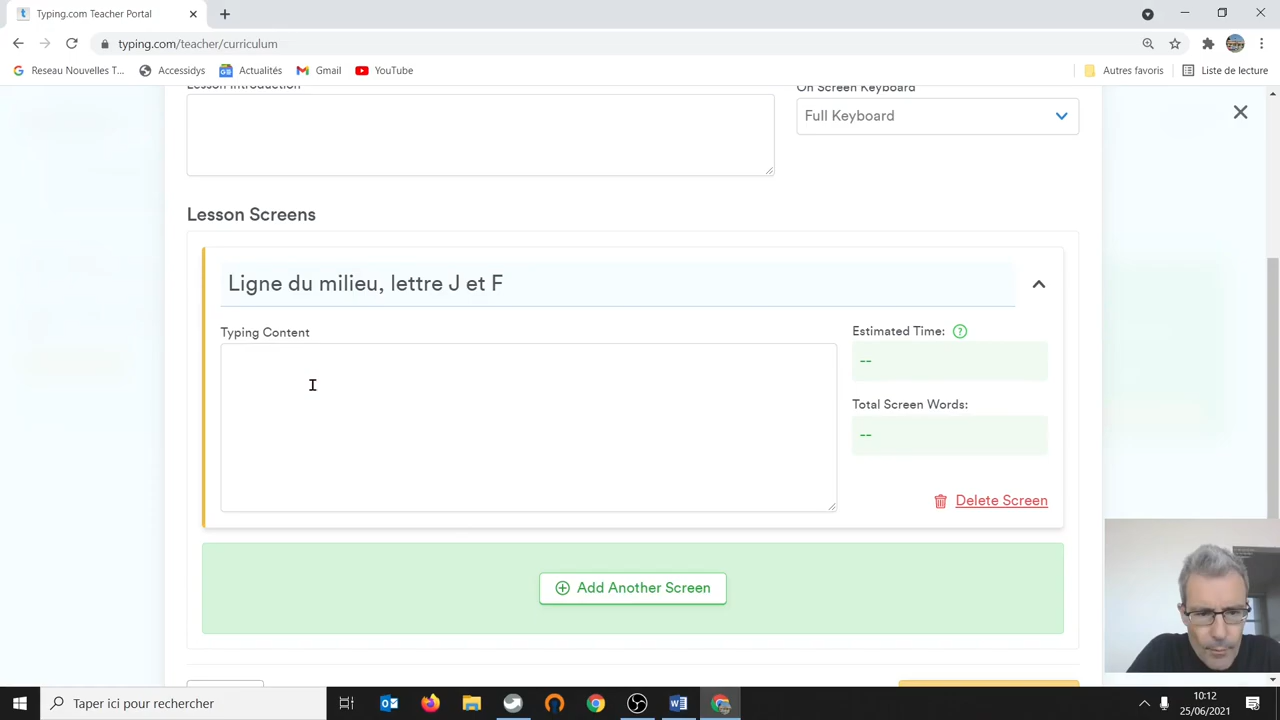 Typing.com Teacher Portal
typing.com/teacher/curriculum
Reseau Nouvelles T...
Accessidys
Actualités
Gmail
YouTube
Autres favoris
Liste de lecture
Lesson Introduction
On Screen Keyboard
Full Keyboard
Lesson Screens
Ligne du milieu, lettre J et F
Typing Content
Estimated Time:
--
Total Screen Words:
--
Delete Screen
Add Another Screen
Taper ici pour rechercher
10:12
25/06/2021